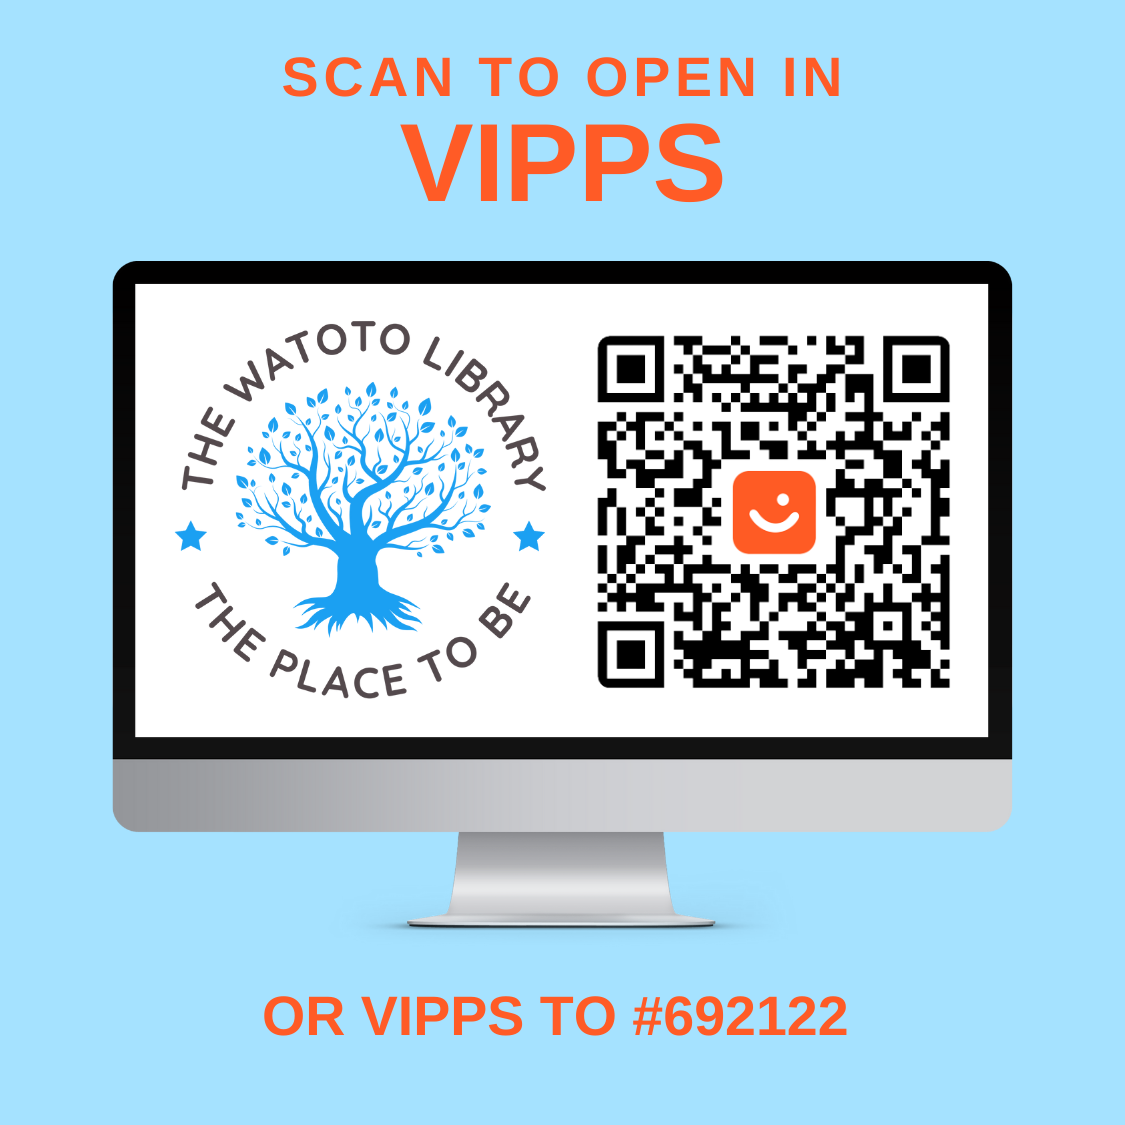 SCAN TO OPEN IN
VIPPS
THE WATOTO LIBRARY
THE PLACE TO BE
OR VIPPS TO #692122